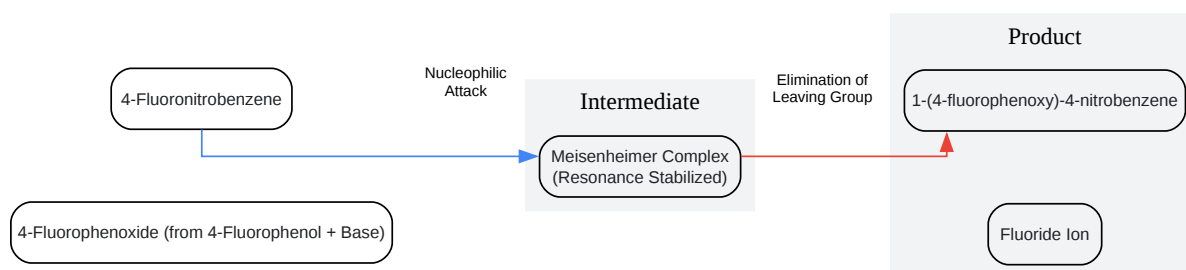 4-Fluoronitrobenzene
4-Fluorophenoxide (from 4-Fluorophenol + Base)
Nucleophilic
Attack
Intermediate
Meisenheimer Complex
(Resonance Stabilized)
Elimination of
Leaving Group
Product
1-(4-fluorophenoxy)-4-nitrobenzene
Fluoride Ion